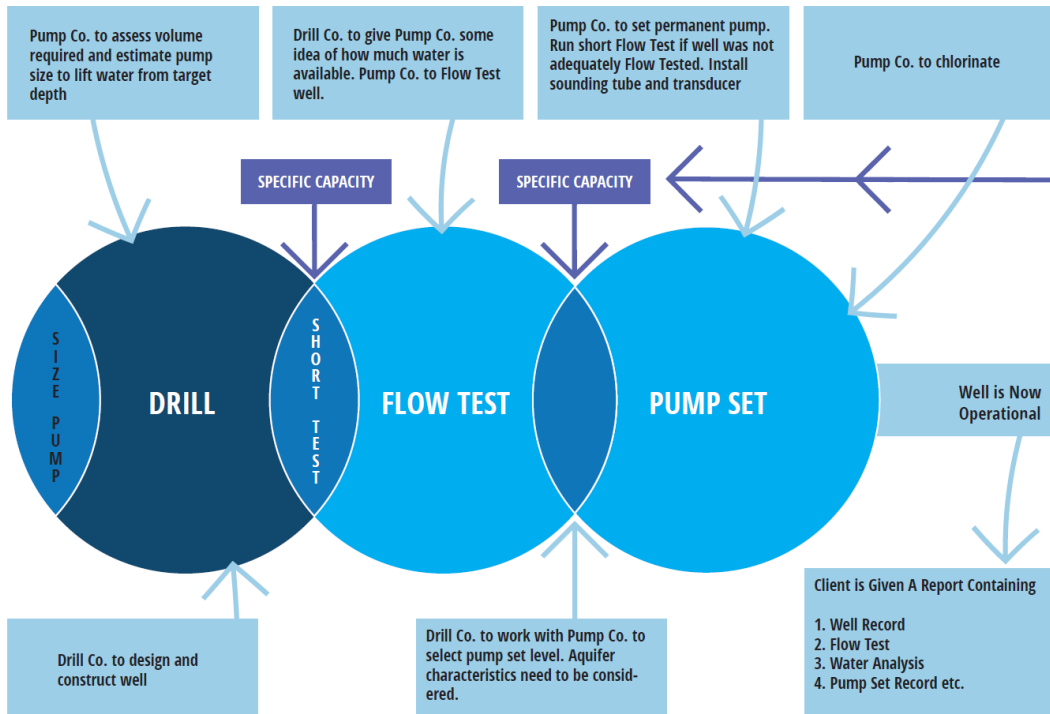 Pump Co. to assess volume
required and estimate pump
size to lift water from target
depth
Drill Co. to give Pump Co. some
idea of how much water is
available. Pump Co. to Flow Test
well.
Pump Co. to set permanent pump.
Run short Flow Test if well was not
adequately Flow Tested. Install
sounding tube and transducer
Pump Co. to chlorinate
SPECIFIC CAPACITY
SPECIFIC CAPACITY
SIZE PUMP
DRILL
SHORT TEST
FLOW TEST
PUMP SET
Well is Now
Operational
Drill Co. to design and
construct well
Drill Co. to work with Pump Co. to
select pump set level. Aquifer
characteristics need to be consid-
ered.
Client is Given A Report Containing
1. Well Record
2. Flow Test
3. Water Analysis
4. Pump Set Record etc.